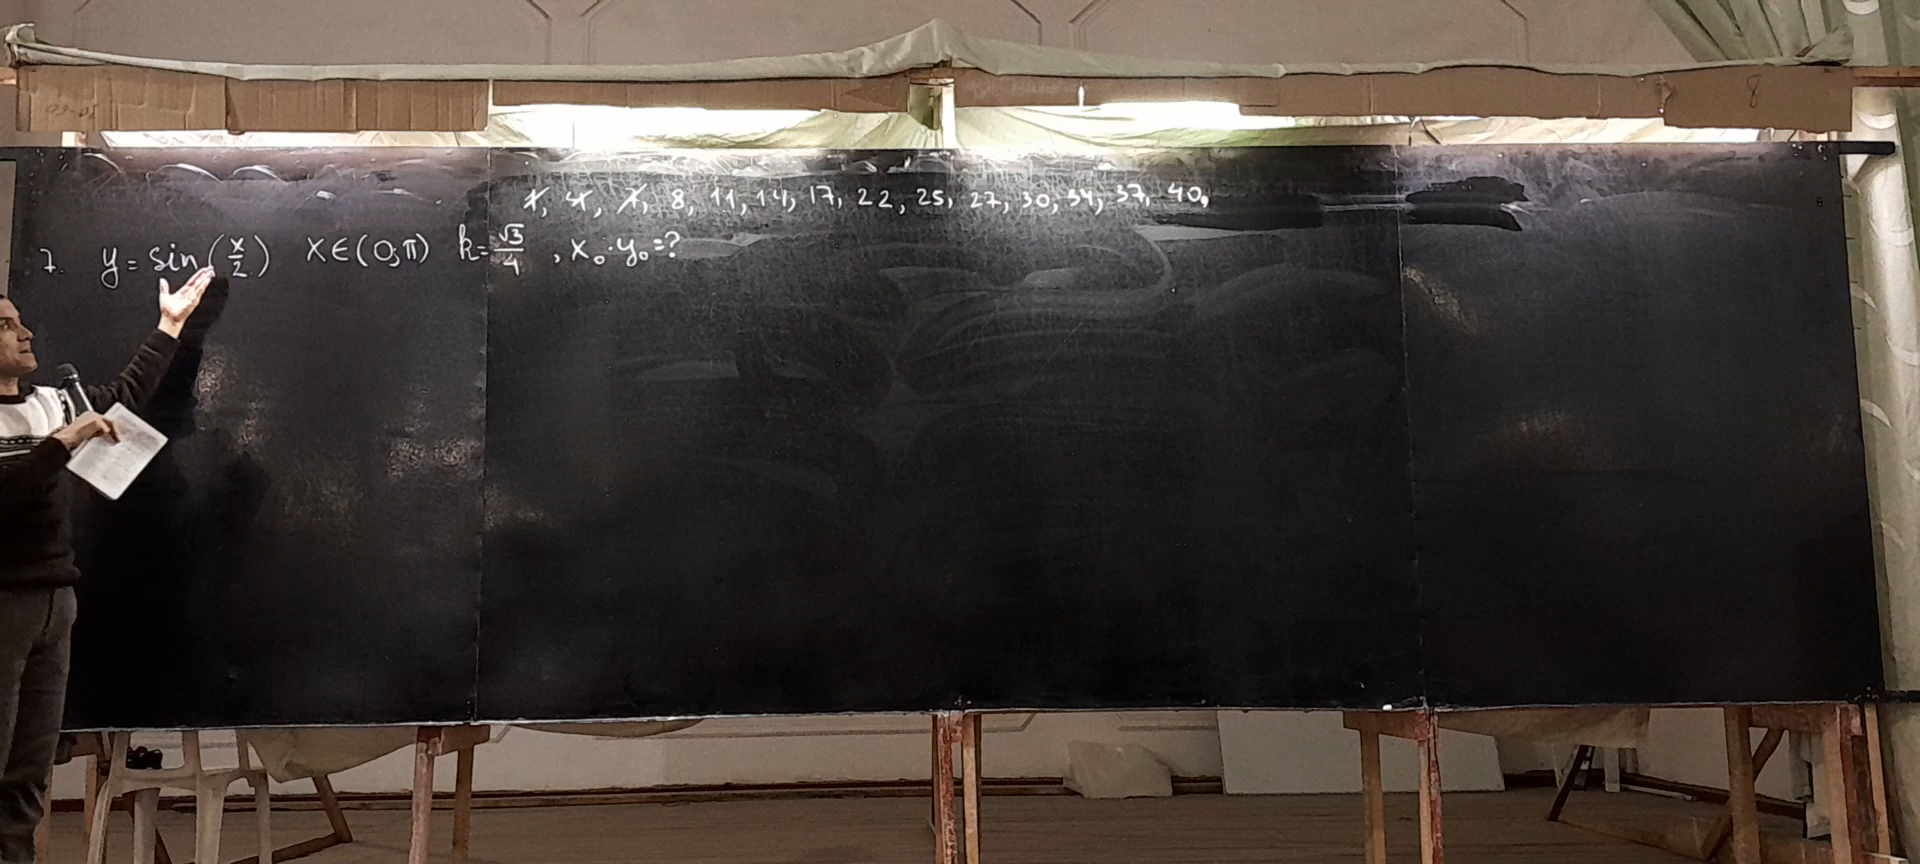 8
1, 4, 7, 8, 11, 14, 17, 22, 25, 27, 30, 34, 37, 40,
7. y = sin(x/2) x∈(0;π) k=√3/4 , x₀·y₀=?